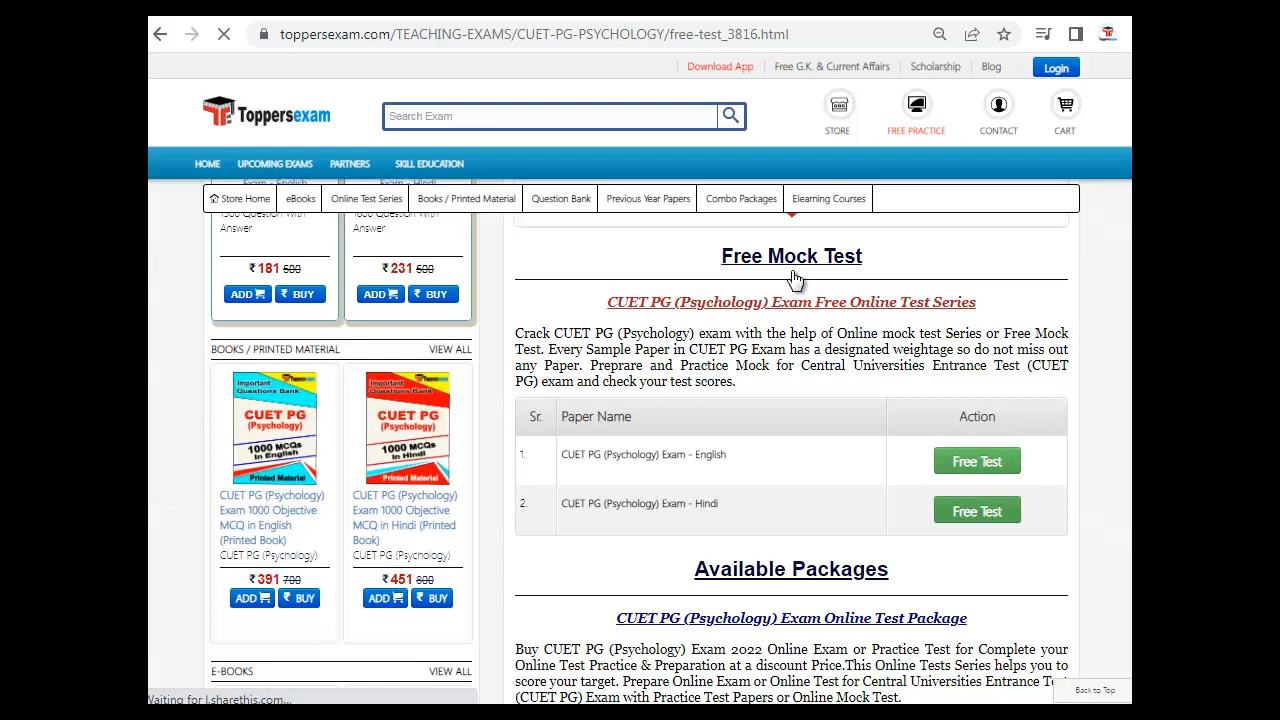 toppersexam.com/TEACHING-EXAMS/CUET-PG-PSYCHOLOGY/free-test_3816.html
Download App
Free G.K. & Current Affairs
Scholarship
Blog
Login
Toppersexam
Search Exam
STORE
FREE PRACTICE
CONTACT
CART
HOME
UPCOMING EXAMS
PARTNERS
SKILL EDUCATION
Store Home
eBooks
Online Test Series
Books / Printed Material
Question Bank
Previous Year Papers
Combo Packages
Elearning Courses
Answer
₹ 181 500
ADD
₹ BUY
Answer
₹ 231 500
ADD
₹ BUY
BOOKS / PRINTED MATERIAL
VIEW ALL
Important
Questions Bank
CUET PG
(Psychology)
1000 MCQs
In English
Printed Material
CUET PG (Psychology)
Exam 1000 Objective
MCQ in English
(Printed Book)
CUET PG (Psychology)
₹ 391 700
ADD
₹ BUY
Important
Questions Bank
CUET PG
(Psychology)
1000 MCQs
In Hindi
Printed Material
CUET PG (Psychology)
Exam 1000 Objective
MCQ in Hindi (Printed
Book)
CUET PG (Psychology)
₹ 451 800
ADD
₹ BUY
E-BOOKS
VIEW ALL
Free Mock Test
CUET PG (Psychology) Exam Free Online Test Series
Crack CUET PG (Psychology) exam with the help of Online mock test Series or Free Mock
Test. Every Sample Paper in CUET PG Exam has a designated weightage so do not miss out
any Paper. Preprare and Practice Mock for Central Universities Entrance Test (CUET
PG) exam and check your test scores.
Sr.
Paper Name
Action
1.
CUET PG (Psychology) Exam - English
Free Test
2.
CUET PG (Psychology) Exam - Hindi
Free Test
Available Packages
CUET PG (Psychology) Exam Online Test Package
Buy CUET PG (Psychology) Exam 2022 Online Exam or Practice Test for Complete your
Online Test Practice & Preparation at a discount Price.This Online Tests Series helps you to
score your target. Prepare Online Exam or Online Test for Central Universities Entrance
(CUET PG) Exam with Practice Test Papers or Online Mock Test.
Back to Top
Waiting for l.sharethis.com...